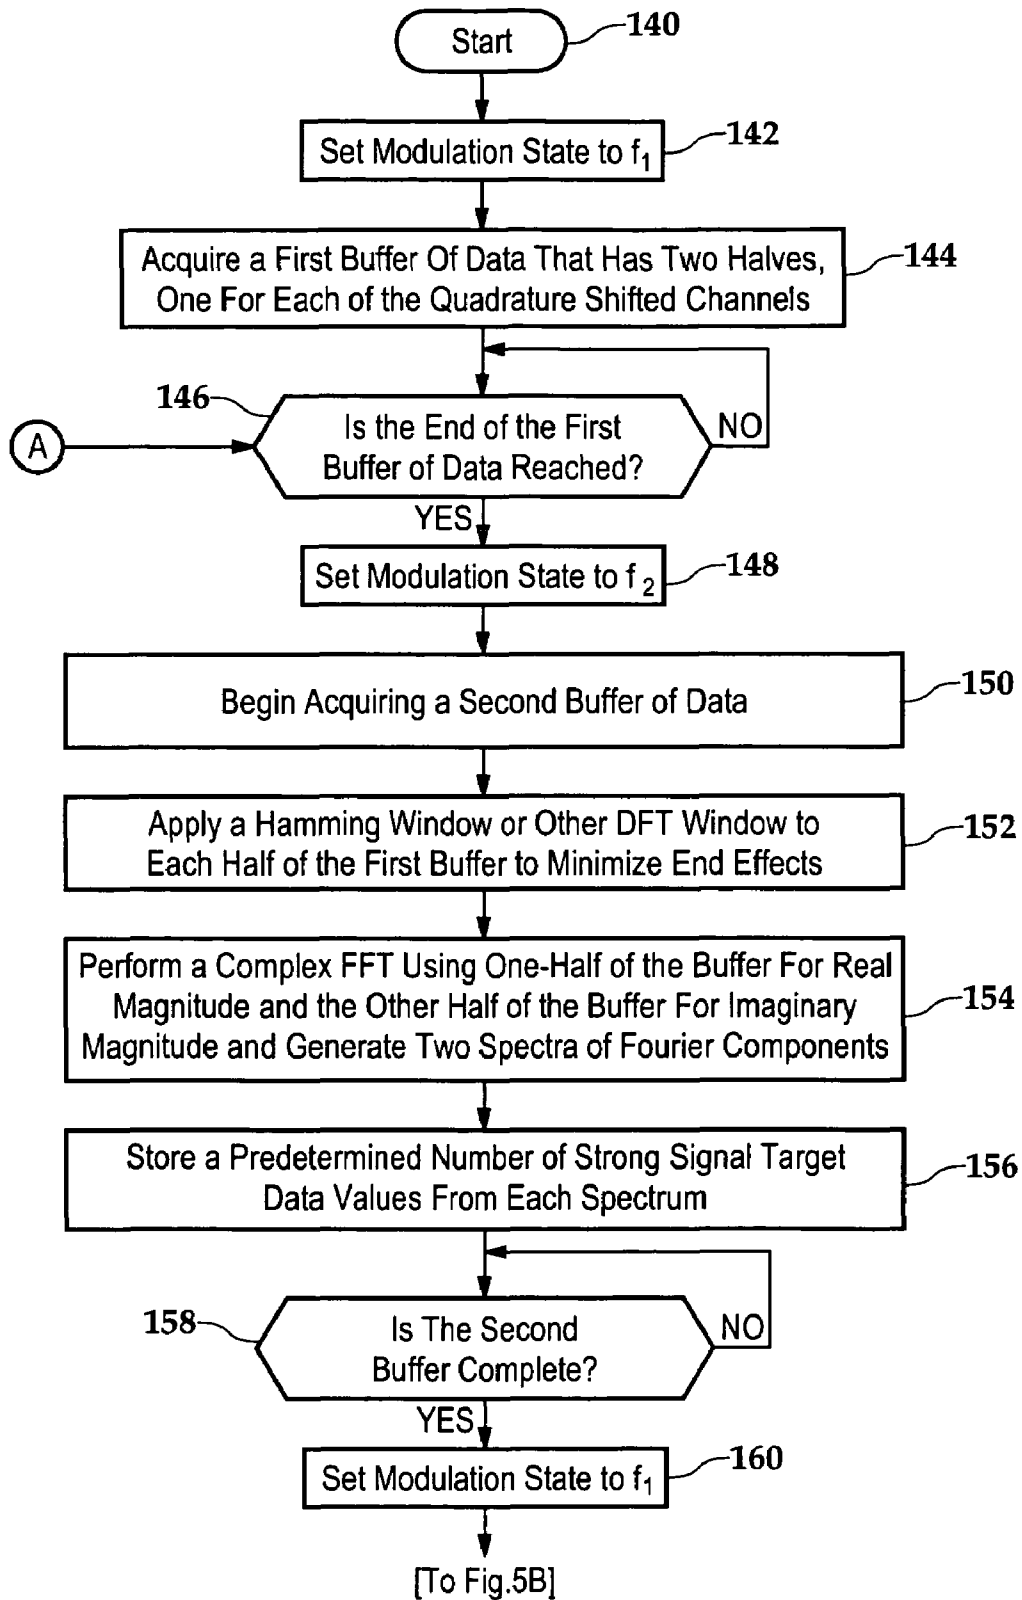 Start
140
Set Modulation State to f1
142
Acquire a First Buffer Of Data That Has Two Halves,
One For Each of the Quadrature Shifted Channels
144
146
A
Is the End of the First
Buffer of Data Reached?
NO
YES
Set Modulation State to f 2
148
Begin Acquiring a Second Buffer of Data
150
Apply a Hamming Window or Other DFT Window to
Each Half of the First Buffer to Minimize End Effects
152
Perform a Complex FFT Using One-Half of the Buffer For Real
Magnitude and the Other Half of the Buffer For Imaginary
Magnitude and Generate Two Spectra of Fourier Components
154
Store a Predetermined Number of Strong Signal Target
Data Values From Each Spectrum
156
158
Is The Second
Buffer Complete?
NO
YES
Set Modulation State to f1
160
[To Fig.5B]